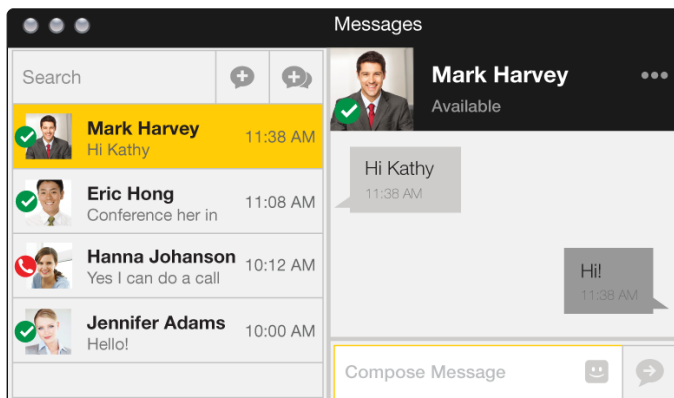 Messages
Search
Mark Harvey
Hi Kathy
11:38 AM
Eric Hong
Conference her in
11:08 AM
Hanna Johanson
Yes I can do a call
10:12 AM
Jennifer Adams
Hello!
10:00 AM
Mark Harvey
Available
Hi Kathy
11:38 AM
Hi!
11:38 AM
Compose Message